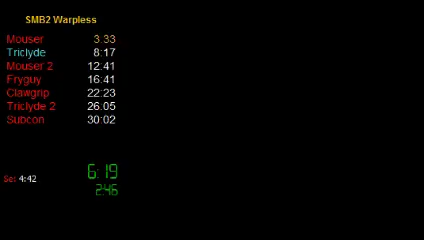 SMB2 Warpless
Mouser 3:33
Triclyde 8:17
Mouser 2 12:41
Fryguy 16:41
Clawgrip 22:23
Triclyde 2 26:05
Subcon 30:02
6:19
Se: 4:42
2:46